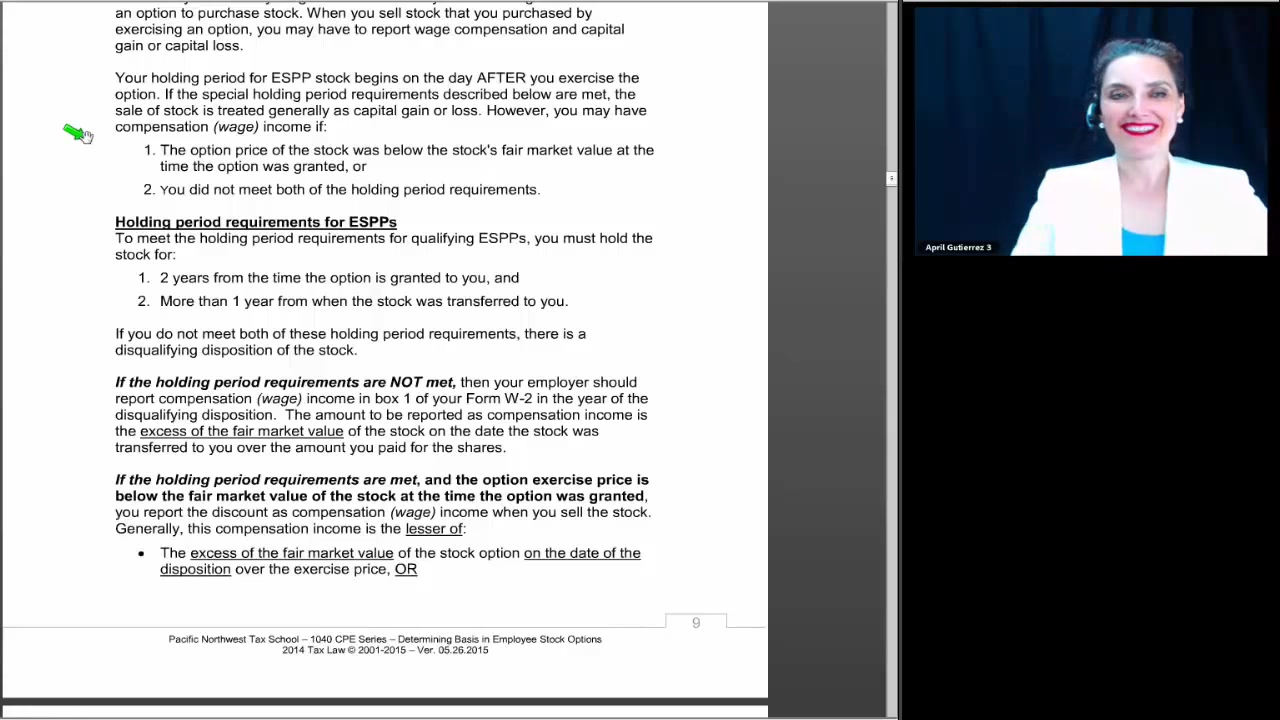 an option to purchase stock. When you sell stock that you purchased by
exercising an option, you may have to report wage compensation and capital
gain or capital loss.
Your holding period for ESPP stock begins on the day AFTER you exercise the
option. If the special holding period requirements described below are met, the
sale of stock is treated generally as capital gain or loss. However, you may have
compensation (wage) income if:
1. The option price of the stock was below the stock's fair market value at the
time the option was granted, or
2. You did not meet both of the holding period requirements.
Holding period requirements for ESPPs
To meet the holding period requirements for qualifying ESPPs, you must hold the
stock for:
1. 2 years from the time the option is granted to you, and
2. More than 1 year from when the stock was transferred to you.
If you do not meet both of these holding period requirements, there is a
disqualifying disposition of the stock.
If the holding period requirements are NOT met, then your employer should
report compensation (wage) income in box 1 of your Form W-2 in the year of the
disqualifying disposition. The amount to be reported as compensation income is
the excess of the fair market value of the stock on the date the stock was
transferred to you over the amount you paid for the shares.
If the holding period requirements are met, and the option exercise price is
below the fair market value of the stock at the time the option was granted,
you report the discount as compensation (wage) income when you sell the stock.
Generally, this compensation income is the lesser of:
• The excess of the fair market value of the stock option on the date of the
disposition over the exercise price, OR
9
Pacific Northwest Tax School – 1040 CPE Series – Determining Basis in Employee Stock Options
2014 Tax Law © 2001-2015 – Ver. 05.26.2015
April Gutierrez 3